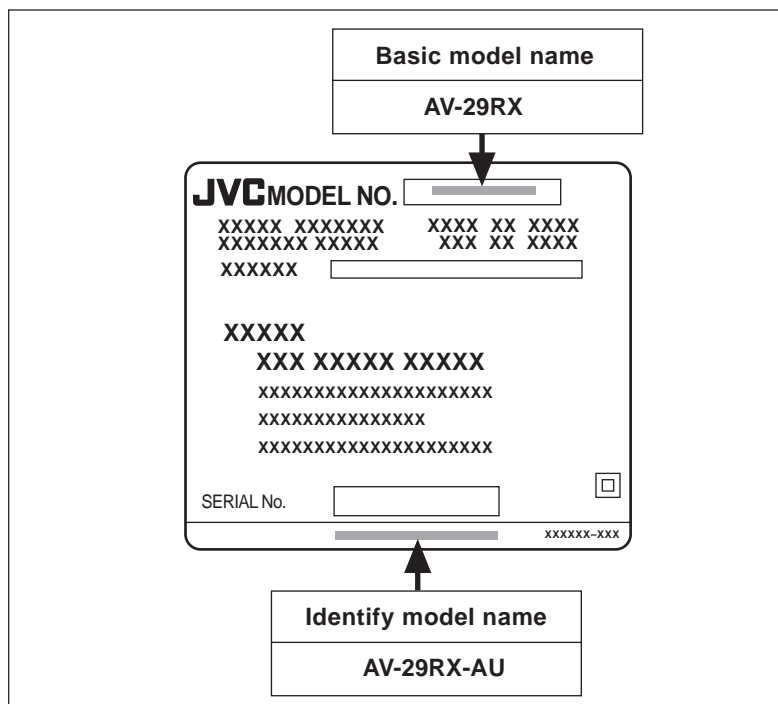 Basic model name
AV-29RX
JVC MODEL NO.
XXXXX XXXXXXX XXXX XX XXXX
XXXXXXX XXXXX XXX XX XXXX
XXXXXX
XXXXX
XXX XXXXX XXXXX
XXXXXXXXXXXXXXXXXXXXX
XXXXXXXXXXXXXXX
XXXXXXXXXXXXXXXXXXXXX
SERIAL No.
XXXXXX–XXX
Identify model name
AV-29RX-AU